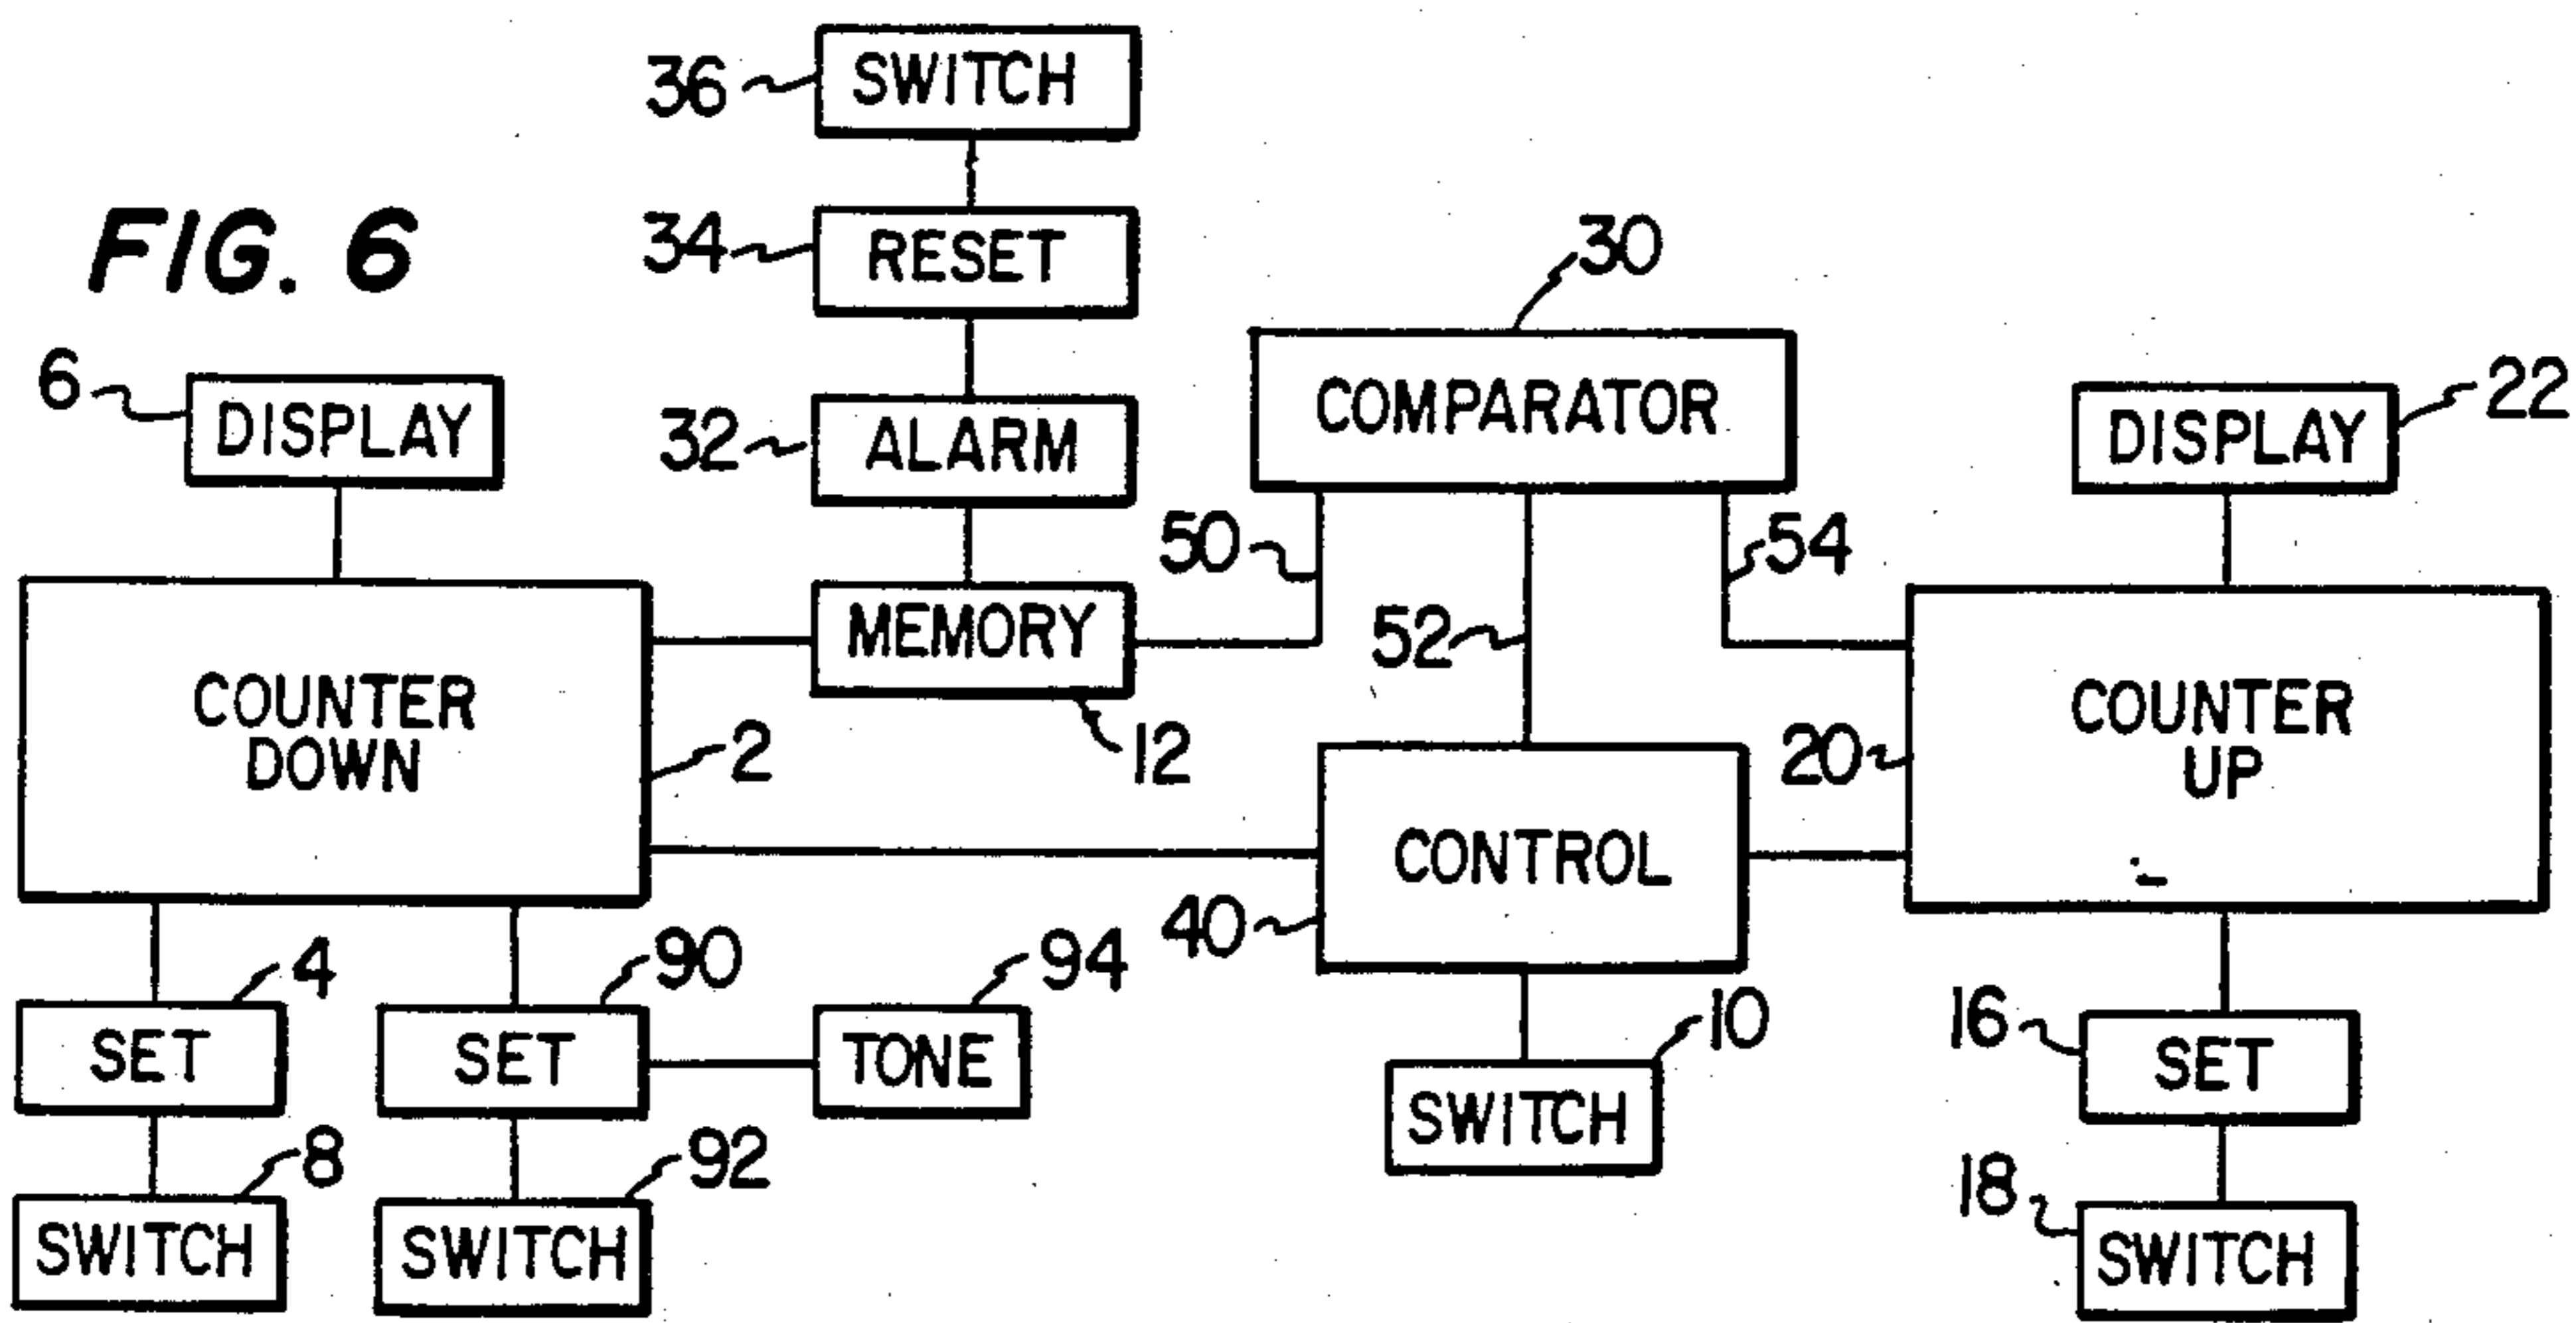 FIG. 6
36
SWITCH
34
RESET
30
6
DISPLAY
32
ALARM
COMPARATOR
DISPLAY
22
50
54
52
MEMORY
12
COUNTER
DOWN
2
20
COUNTER
UP
CONTROL
40
4
SET
90
SET
94
TONE
10
SWITCH
16
SET
8
SWITCH
92
SWITCH
18
SWITCH